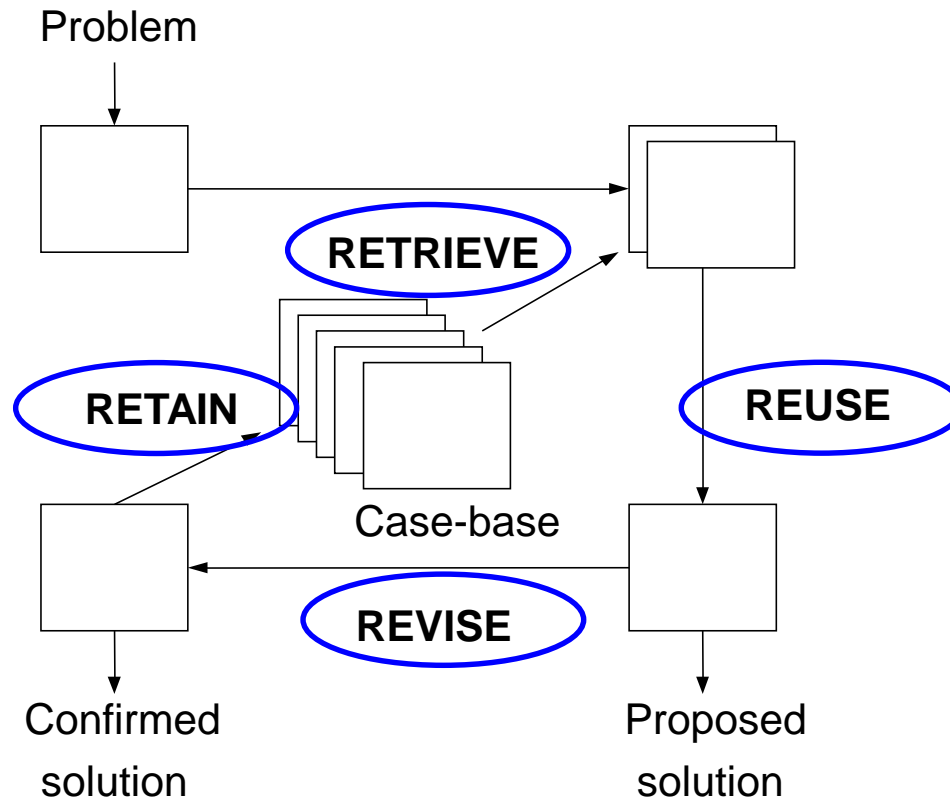 Problem
RETRIEVE
RETAIN
REUSE
Case-base
REVISE
Confirmed
solution
Proposed
solution